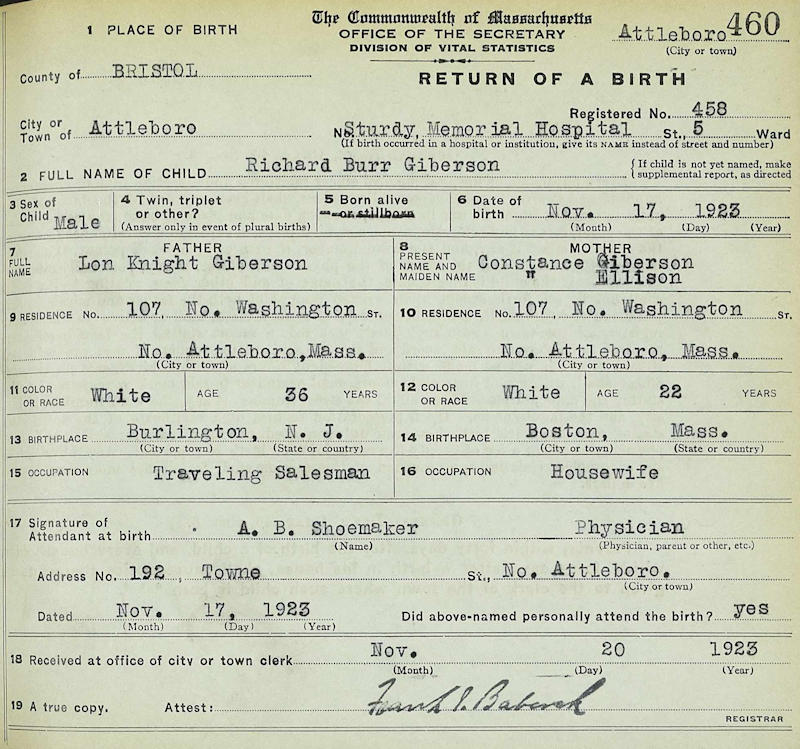 The Commonwealth of Massachusetts
OFFICE OF THE SECRETARY
DIVISION OF VITAL STATISTICS
Attleboro 460
(City or town)
1 PLACE OF BIRTH
RETURN OF A BIRTH
County of BRISTOL
Registered No. 458
City or
Town of Attleboro
No. Sturdy Memorial Hospital St., 5 Ward
(If birth occurred in a hospital or institution, give its NAME instead of street and number)
2 FULL NAME OF CHILD Richard Burr Giberson
{If child is not yet named, make
supplemental report, as directed
3 Sex of
Child Male
4 Twin, triplet
or other?
(Answer only in event of plural births)
5 Born alive
or stillborn
6 Date of
birth Nov. 17, 1923
(Month) (Day) (Year)
FATHER
7
FULL
NAME
Lon Knight Giberson
MOTHER
8
PRESENT
NAME AND
MAIDEN NAME
Constance Giberson
" Ellison
9 RESIDENCE No. 107, No. Washington ST.
No. Attleboro, Mass.
(City or town)
10 RESIDENCE No. 107, No. Washington ST.
No. Attleboro, Mass.
(City or town)
11 COLOR
OR RACE White
AGE 36 YEARS
12 COLOR
OR RACE White
AGE 22 YEARS
13 BIRTHPLACE Burlington, N. J.
(City or town) (State or country)
14 BIRTHPLACE Boston, Mass.
(City or town) (State or country)
15 OCCUPATION Traveling Salesman
16 OCCUPATION Housewife
17 Signature of
Attendant at birth A. B. Shoemaker Physician
(Name) (Physician, parent or other, etc.)
Address No. 192, Towne St., No. Attleboro.
(City or town)
Dated Nov. 17, 1923
(Month) (Day) (Year)
Did above-named personally attend the birth? yes
18 Received at office of city or town clerk Nov. 20 1923
(Month) (Day) (Year)
19 A true copy. Attest: Frank I. Babcock
REGISTRAR